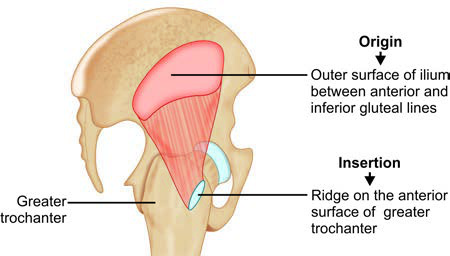 Origin
Outer surface of ilium
between anterior and
inferior gluteal lines
Insertion
Ridge on the anterior
surface of greater
trochanter
Greater
trochanter